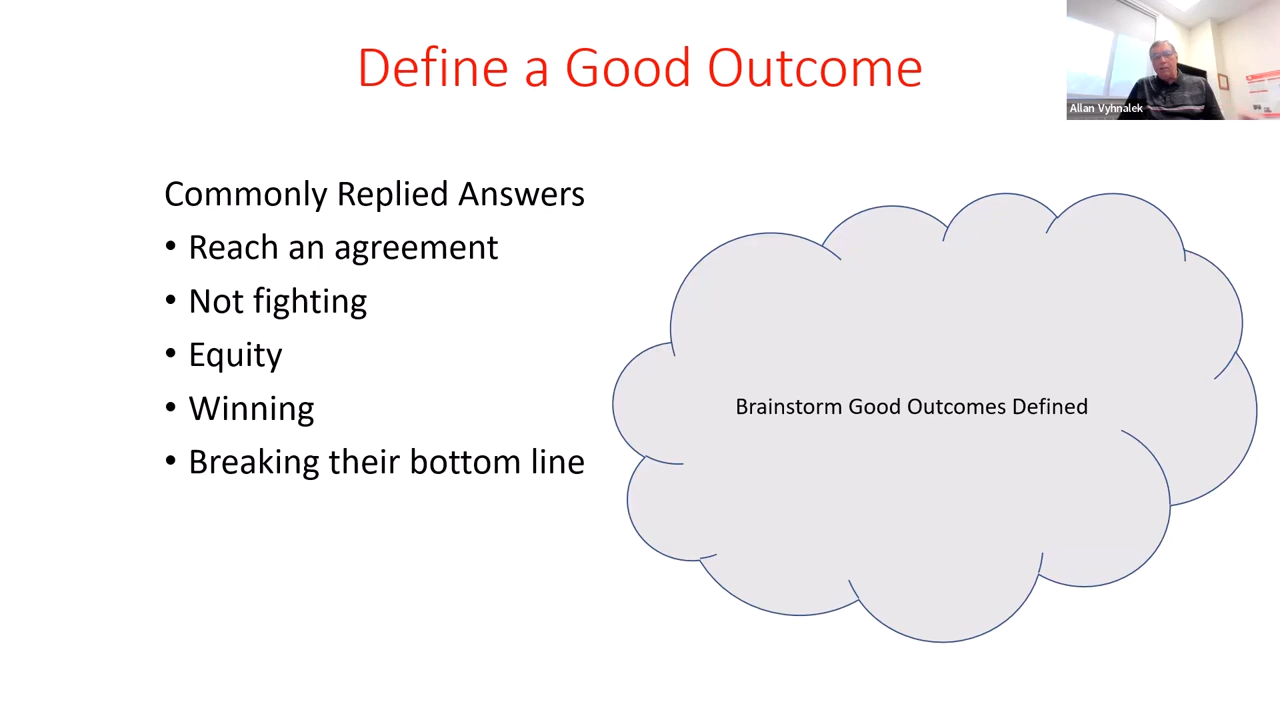 Define a Good Outcome
Allan Vyhnalek
Commonly Replied Answers
• Reach an agreement
• Not fighting
• Equity
• Winning
• Breaking their bottom line
Brainstorm Good Outcomes Defined